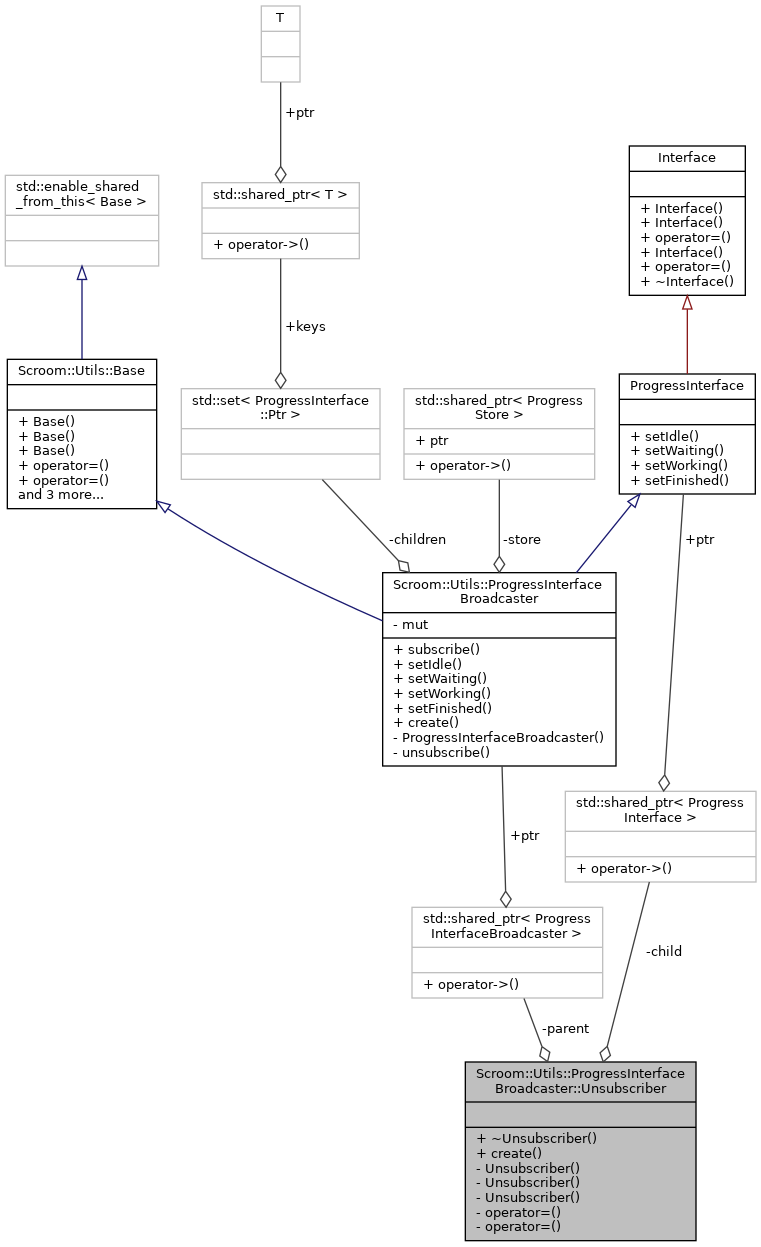 T
+ptr
Interface
+ Interface()
+ Interface()
+ operator=()
+ Interface()
+ operator=()
+ ~Interface()
std::enable_shared
_from_this< Base >
std::shared_ptr< T >
+ operator->()
+keys
Scroom::Utils::Base
+ Base()
+ Base()
+ Base()
+ operator=()
+ operator=()
and 3 more...
std::set< ProgressInterface
::Ptr >
std::shared_ptr< Progress
Store >
+ ptr
+ operator->()
ProgressInterface
+ setIdle()
+ setWaiting()
+ setWorking()
+ setFinished()
-children
-store
+ptr
Scroom::Utils::ProgressInterface
Broadcaster
- mut
+ subscribe()
+ setIdle()
+ setWaiting()
+ setWorking()
+ setFinished()
+ create()
- ProgressInterfaceBroadcaster()
- unsubscribe()
+ptr
std::shared_ptr< Progress
Interface >
+ operator->()
std::shared_ptr< Progress
InterfaceBroadcaster >
+ operator->()
-child
-parent
Scroom::Utils::ProgressInterface
Broadcaster::Unsubscriber
+ ~Unsubscriber()
+ create()
- Unsubscriber()
- Unsubscriber()
- Unsubscriber()
- operator=()
- operator=()